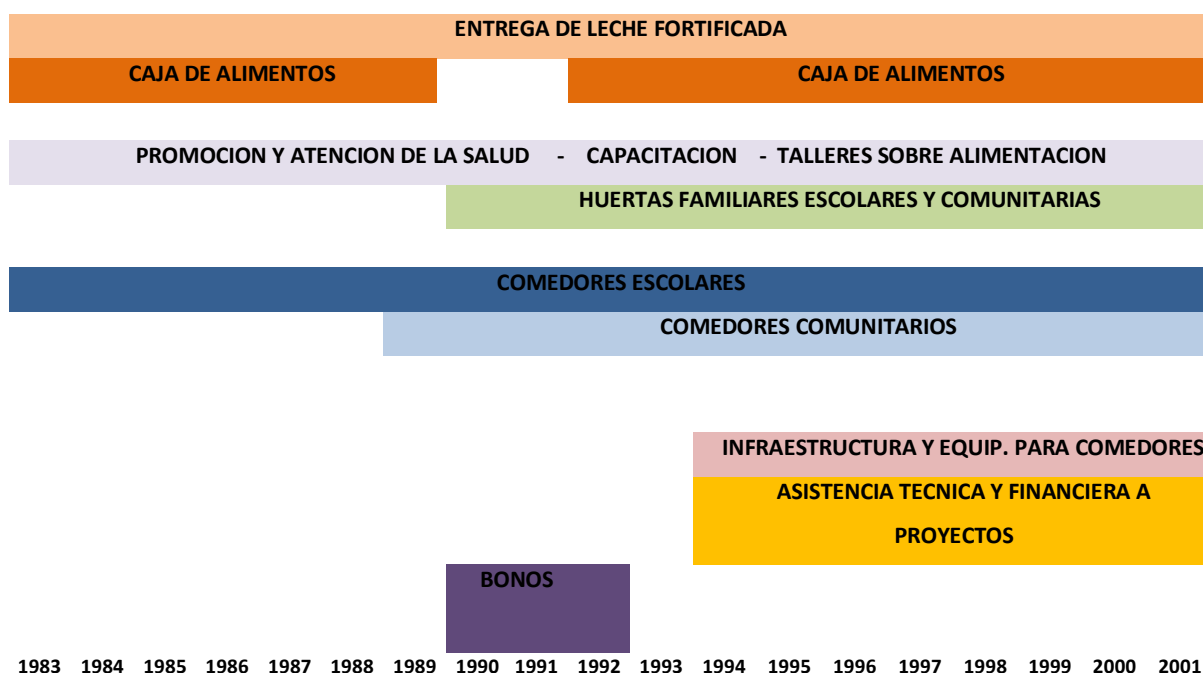 ENTREGA DE LECHE FORTIFICADA
CAJA DE ALIMENTOS CAJA DE ALIMENTOS
PROMOCION Y ATENCION DE LA SALUD - CAPACITACION - TALLERES SOBRE ALIMENTACION
HUERTAS FAMILIARES ESCOLARES Y COMUNITARIAS
COMEDORES ESCOLARES
COMEDORES COMUNITARIOS
INFRAESTRUCTURA Y EQUIP. PARA COMEDORES
ASISTENCIA TECNICA Y FINANCIERA A
PROYECTOS
BONOS
1983 1984 1985 1986 1987 1988 1989 1990 1991 1992 1993 1994 1995 1996 1997 1998 1999 2000 2001